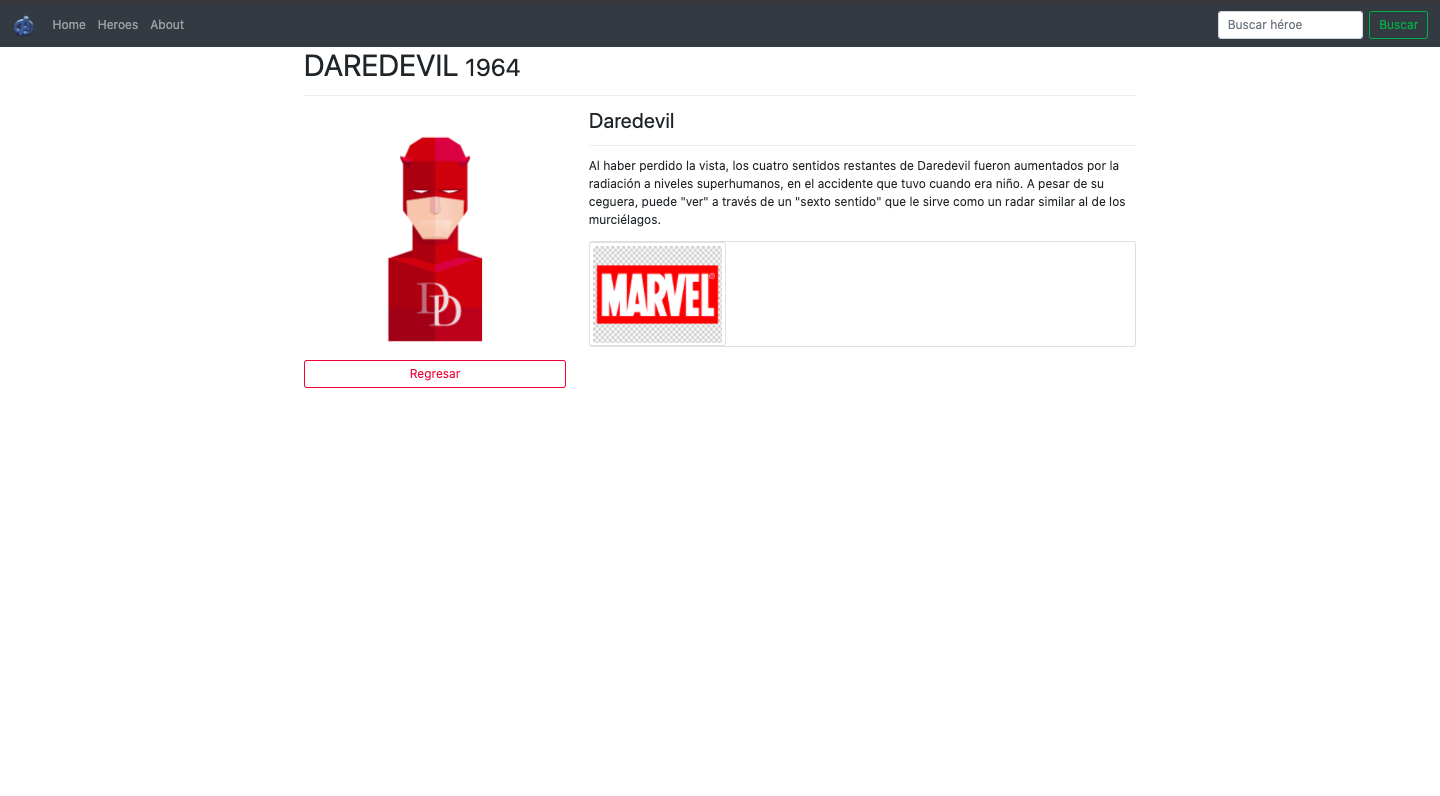 Home Heroes About Buscar héroe Buscar
DAREDEVIL 1964
Daredevil
Al haber perdido la vista, los cuatro sentidos restantes de Daredevil fueron aumentados por la
radiación a niveles superhumanos, en el accidente que tuvo cuando era niño. A pesar de su
ceguera, puede "ver" a través de un "sexto sentido" que le sirve como un radar similar al de los
murciélagos.
DD
MARVEL®
Regresar